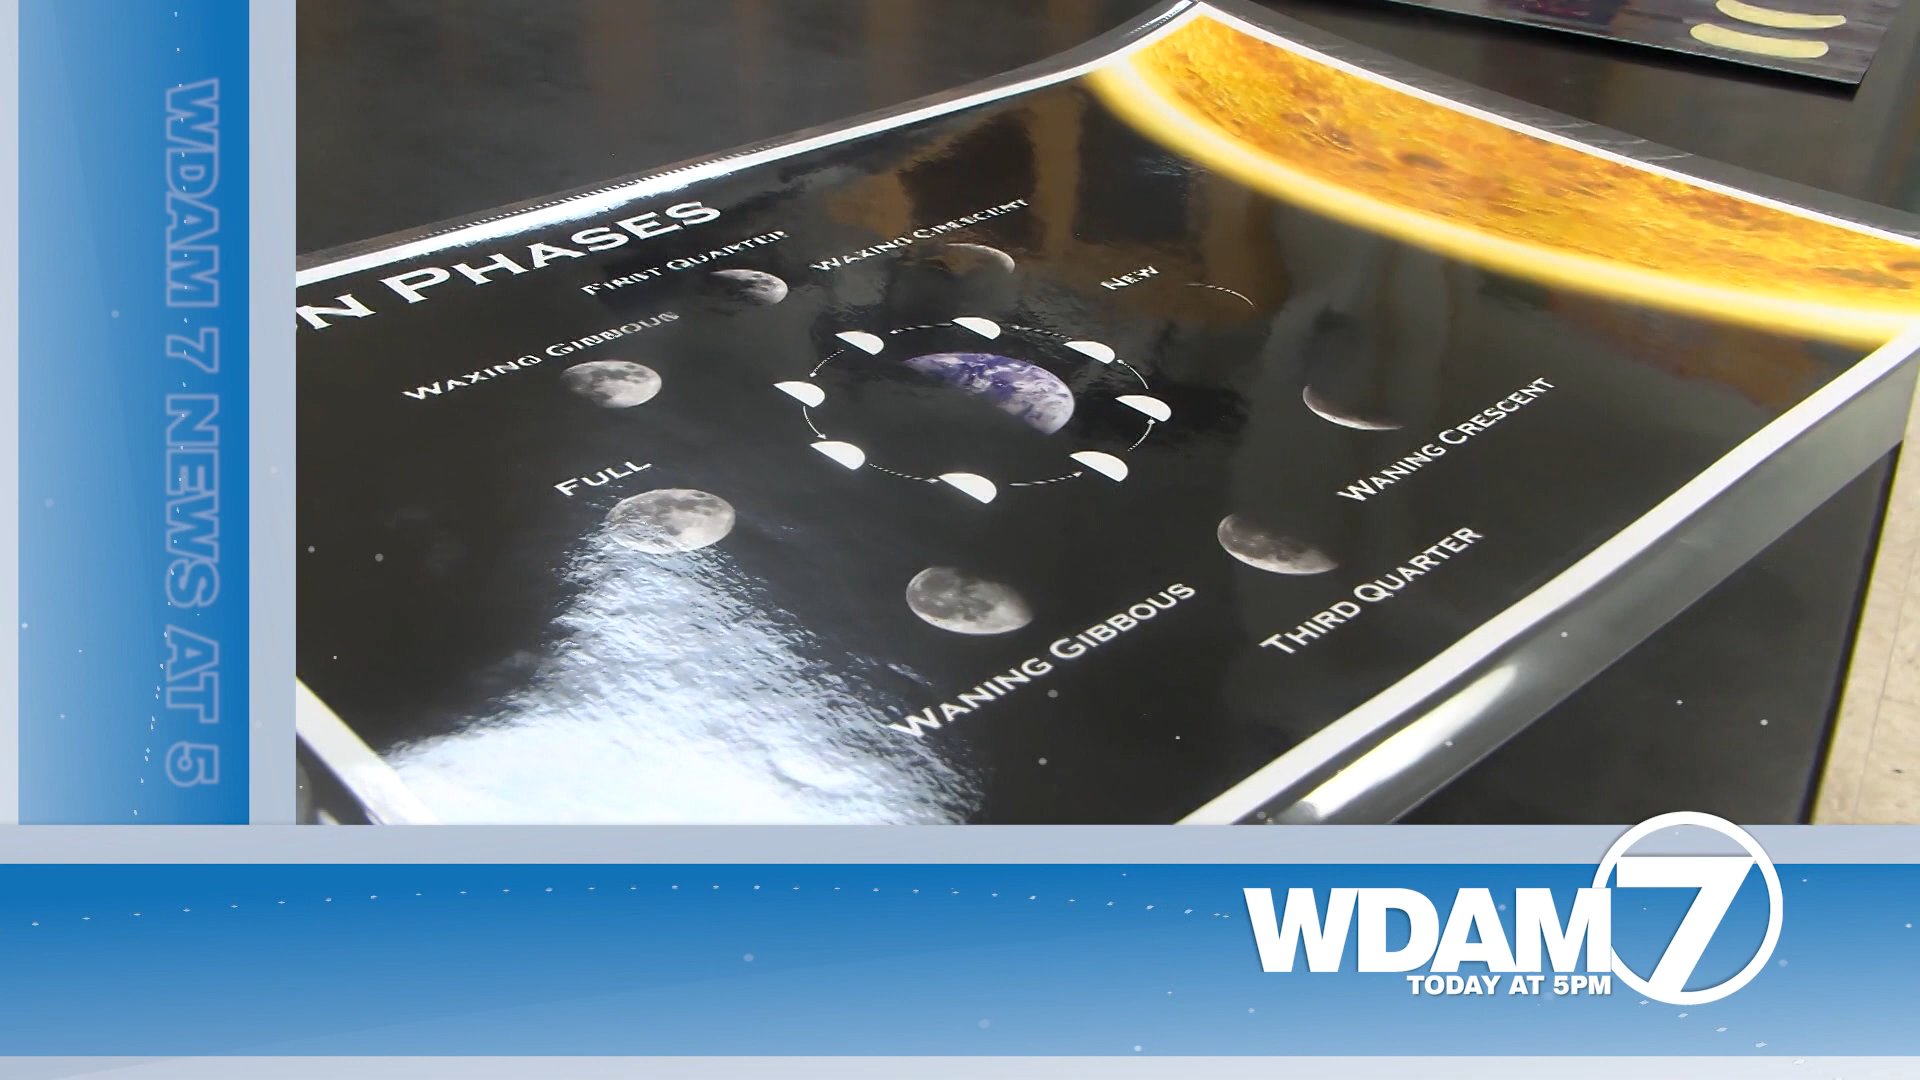 WDAM 7 NEWS AT 5
N PHASES
FIRST QUARTER
WAXING CRESCENT
NEW
WAXING GIBBOUS
WANING CRESCENT
FULL
THIRD QUARTER
WANING GIBBOUS
WDAM 7
TODAY AT 5PM